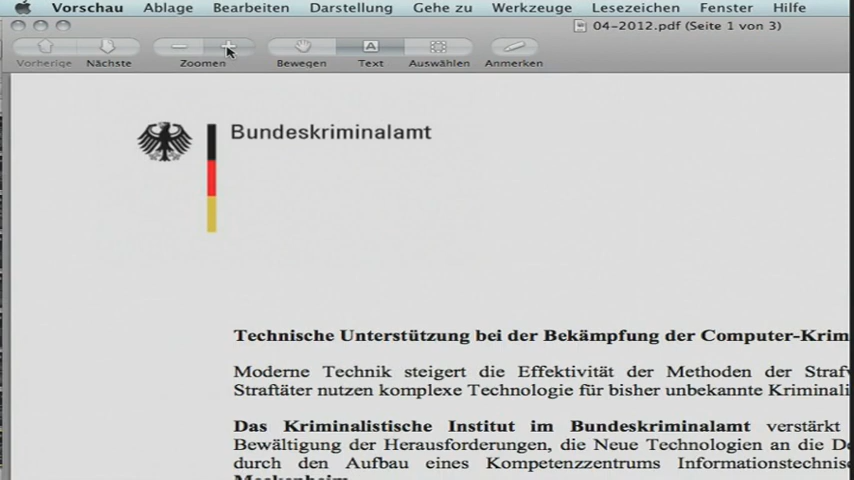 Vorschau Ablage Bearbeiten Darstellung Gehe zu Werkzeuge Lesezeichen Fenster Hilfe
04-2012.pdf (Seite 1 von 3)
Vorherige Nächste Zoomen Bewegen Text Auswählen Anmerken
Bundeskriminalamt
Technische Unterstützung bei der Bekämpfung der Computer-Krim
Moderne Technik steigert die Effektivität der Methoden der Strafv
Straftäter nutzen komplexe Technologie für bisher unbekannte Kriminali
Das Kriminalistische Institut im Bundeskriminalamt verstärkt
Bewältigung der Herausforderungen, die Neue Technologien an die De
durch den Aufbau eines Kompetenzzentrums Informationstechnisc
Meckenheim